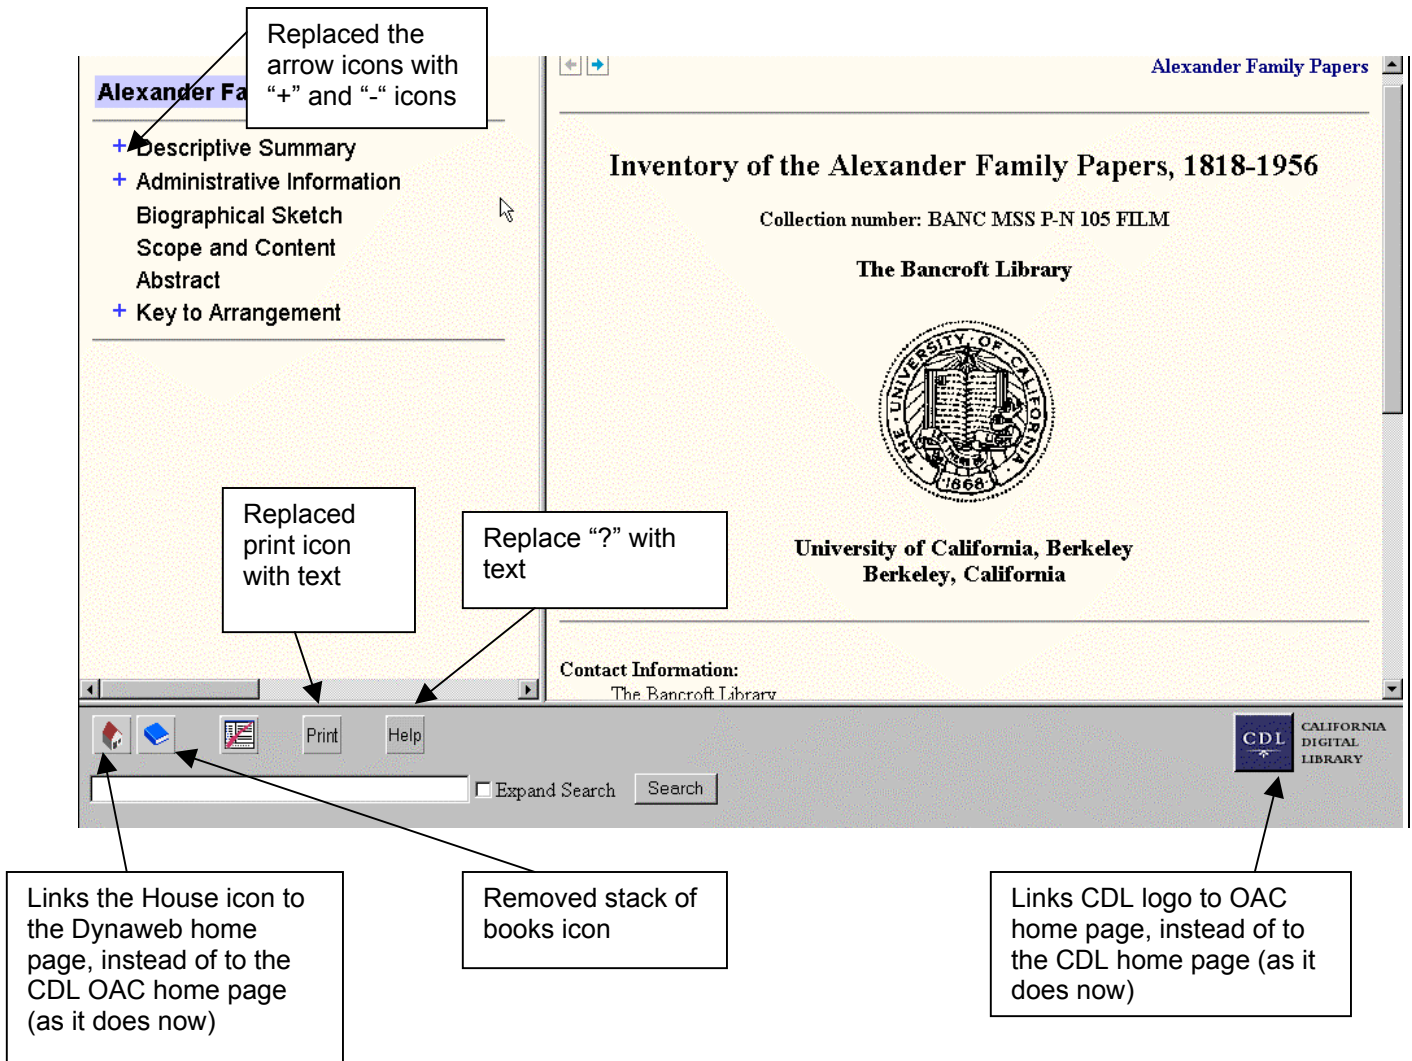 Replaced the
arrow icons with
“+” and “-“ icons
Alexander Fa
+ Descriptive Summary
+ Administrative Information
Biographical Sketch
Scope and Content
Abstract
+ Key to Arrangement
Alexander Family Papers
Inventory of the Alexander Family Papers, 1818-1956
Collection number: BANC MSS P-N 105 FILM
The Bancroft Library
THE UNIVERSITY OF CALIFORNIA
1868
University of California, Berkeley
Berkeley, California
Contact Information:
The Bancroft Library
Replaced
print icon
with text
Replace “?” with
text
Print
Help
Expand Search
Search
CDL
CALIFORNIA
DIGITAL
LIBRARY
Links the House icon to
the Dynaweb home
page, instead of to the
CDL OAC home page
(as it does now)
Removed stack of
books icon
Links CDL logo to OAC
home page, instead of to
the CDL home page (as it
does now)